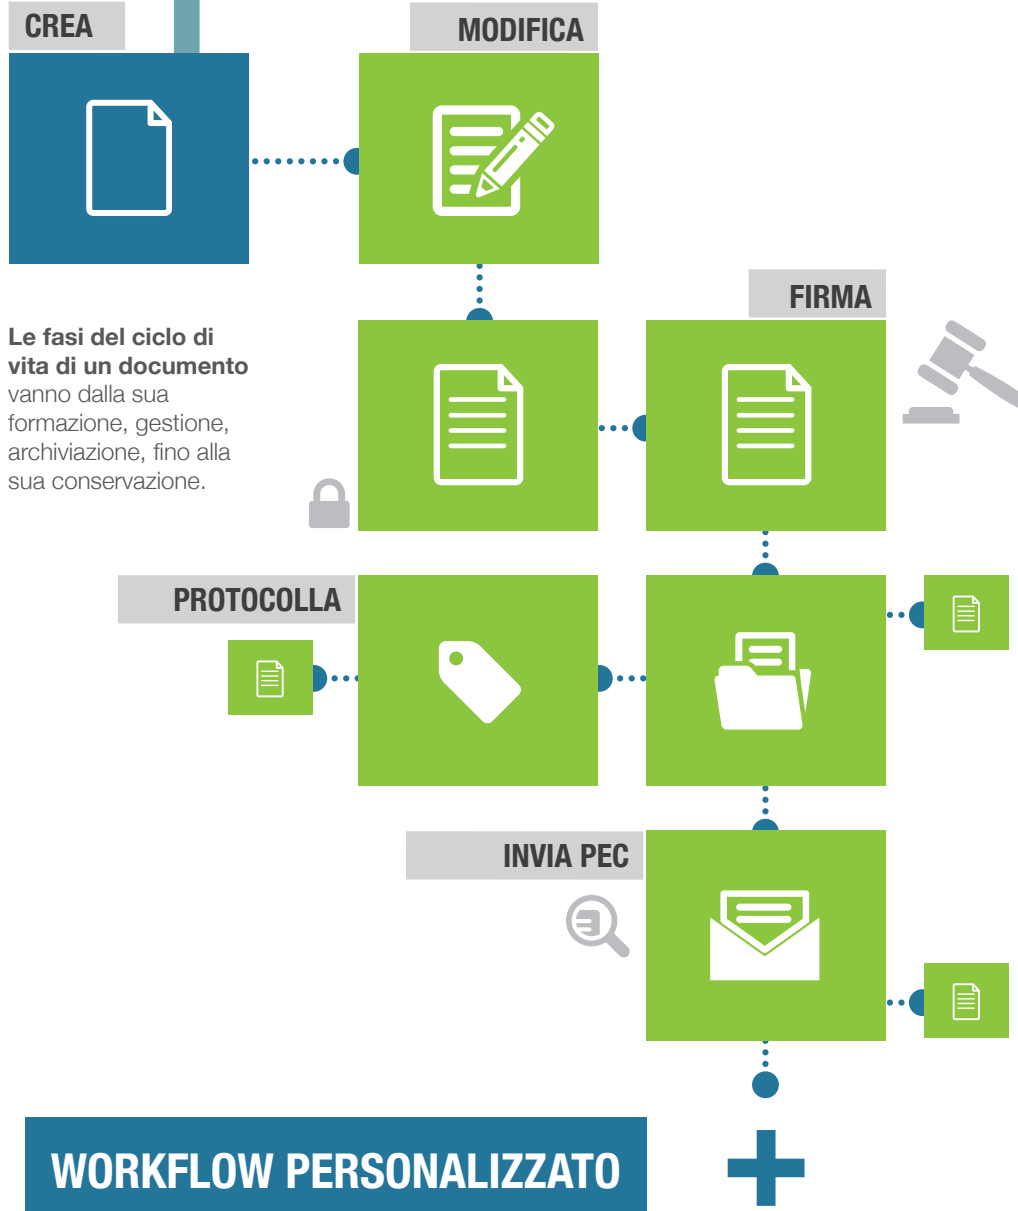 CREA
MODIFICA
FIRMA
Le fasi del ciclo di
vita di un documento
vanno dalla sua
formazione, gestione,
archiviazione, fino alla
sua conservazione.
PROTOCOLLA
INVIA PEC
WORKFLOW PERSONALIZZATO